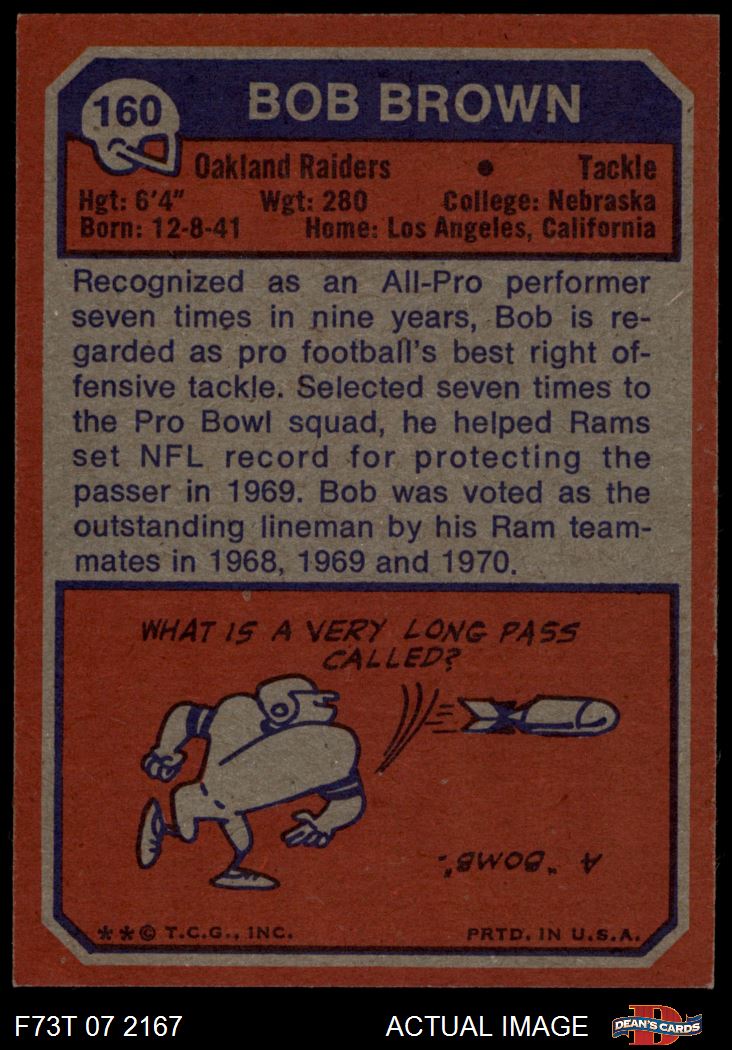 160
BOB BROWN
Oakland Raiders • Tackle
Hgt: 6'4" Wgt: 280 College: Nebraska
Born: 12-8-41 Home: Los Angeles, California
Recognized as an All-Pro performer
seven times in nine years, Bob is re-
garded as pro football's best right of-
fensive tackle. Selected seven times to
the Pro Bowl squad, he helped Rams
set NFL record for protecting the
passer in 1969. Bob was voted as the
outstanding lineman by his Ram team-
mates in 1968, 1969 and 1970.
WHAT IS A VERY LONG PASS
CALLED?
A "BOMB".
** © T.C.G., INC. PRTD. IN U.S.A.
F73T 07 2167 ACTUAL IMAGE D DEAN'S CARDS